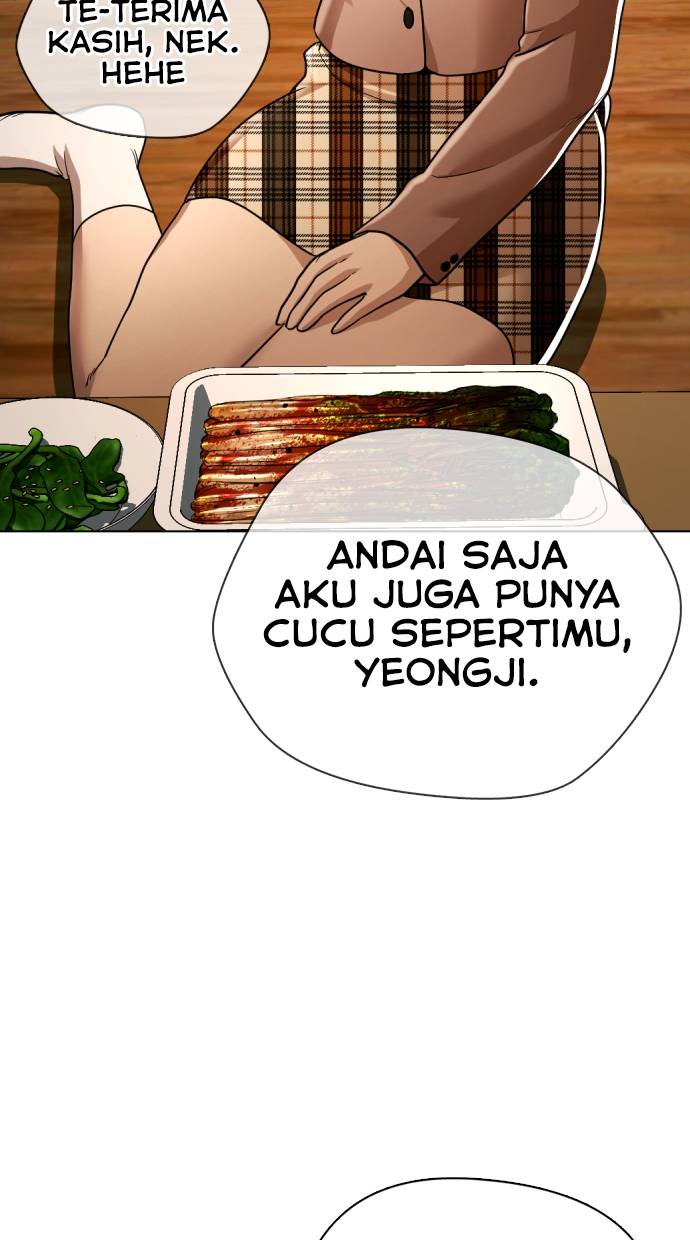 TE-TERIMA
KASIH, NEK.
HEHE
ANDAI SAJA
AKU JUGA PUNYA
CUCU SEPERTIMU,
YEONGJI.